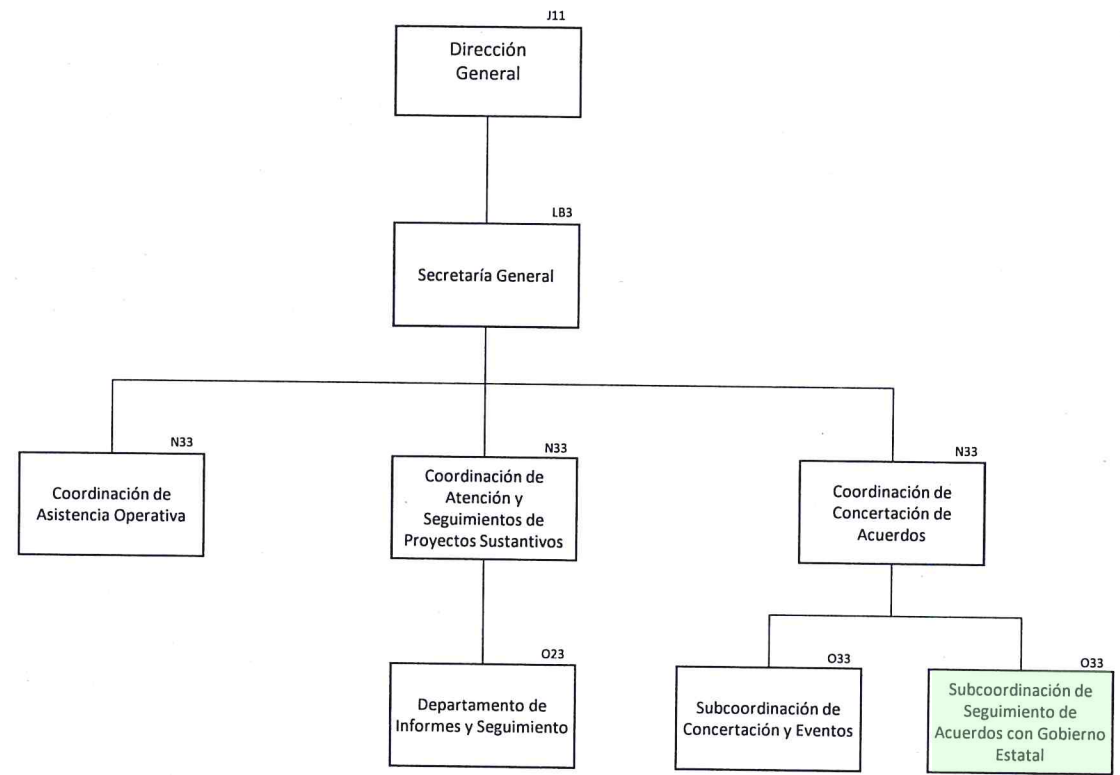 J11
Dirección
General
LB3
Secretaría General
N33
Coordinación de
Asistencia Operativa
N33
Coordinación de
Atención y
Seguimientos de
Proyectos Sustantivos
N33
Coordinación de
Concertación de
Acuerdos
O23
Departamento de
Informes y Seguimiento
O33
Subcoordinación de
Concertación y Eventos
O33
Subcoordinación de
Seguimiento de
Acuerdos con Gobierno
Estatal